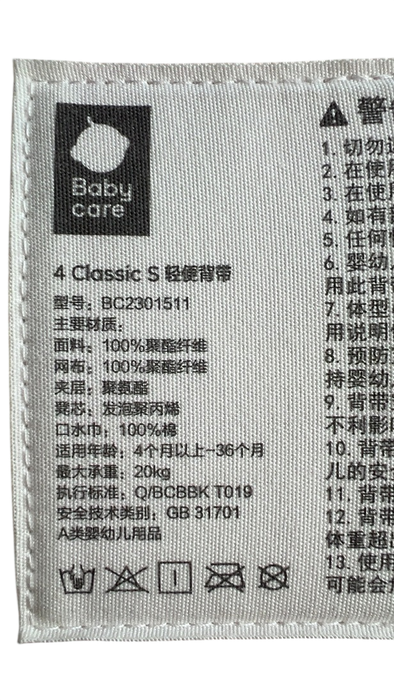 Baby
care
4 Classic S 轻便背带
型号：BC2301511
主要材质：
面料：100%聚酯纤维
网布：100%聚酯纤维
夹层：聚氨酯
凳芯：发泡聚丙烯
口水巾：100%棉
适用年龄：4个月以上-36个月
最大承重：20kg
执行标准：Q/BCBBK T019
安全技术类别：GB 31701
A类婴幼儿用品
警
1. 切勿
2. 在使
3. 在使
4. 如有
5. 任何
6. 婴幼
用此背
7. 体型
用说明
8. 预防
持婴幼
9. 背带
不利影
10. 背带
儿的安
11. 背带
12. 背带
体重超
13. 使用
可能会